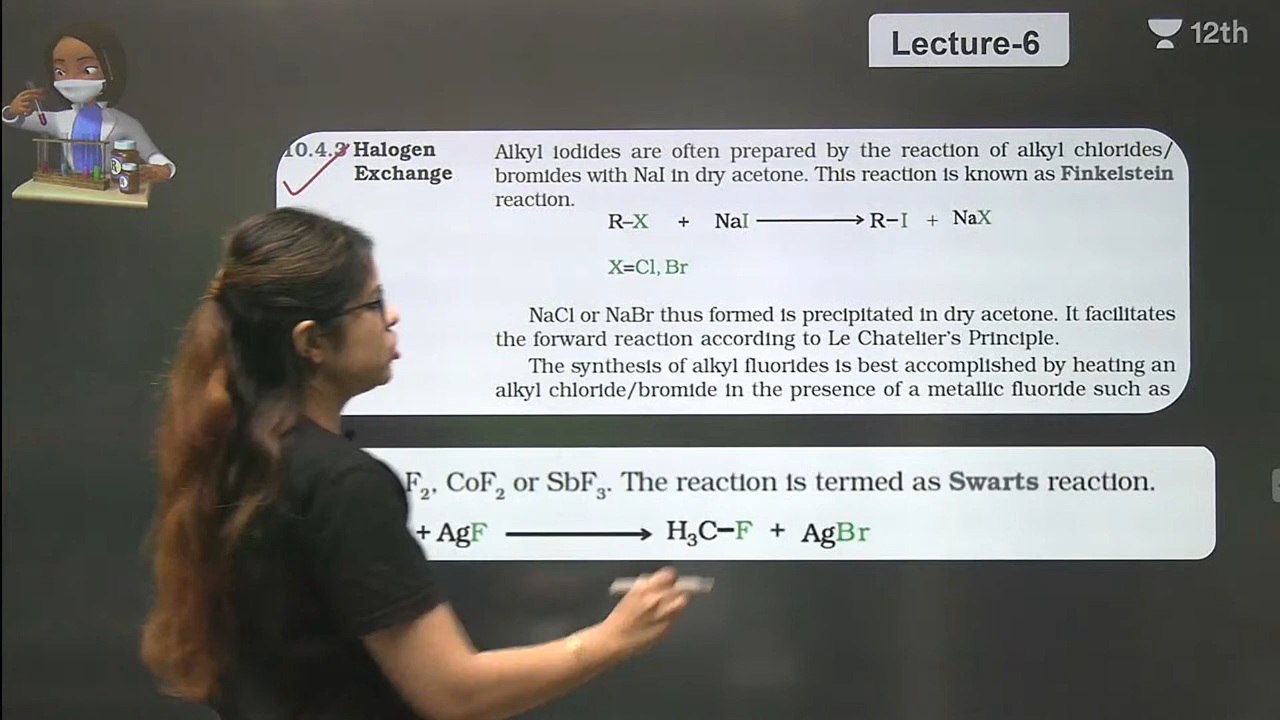 Lecture-6
12th
10.4.3 Halogen
Exchange
Alkyl iodides are often prepared by the reaction of alkyl chlorides/
bromides with NaI in dry acetone. This reaction is known as Finkelstein
reaction.
R–X + NaI ⟶ R–I + NaX
X=Cl, Br
NaCl or NaBr thus formed is precipitated in dry acetone. It facilitates
the forward reaction according to Le Chatelier's Principle.
The synthesis of alkyl fluorides is best accomplished by heating an
alkyl chloride/bromide in the presence of a metallic fluoride such as
F₂, CoF₂ or SbF₃. The reaction is termed as Swarts reaction.
+ AgF ⟶ H₃C–F + AgBr